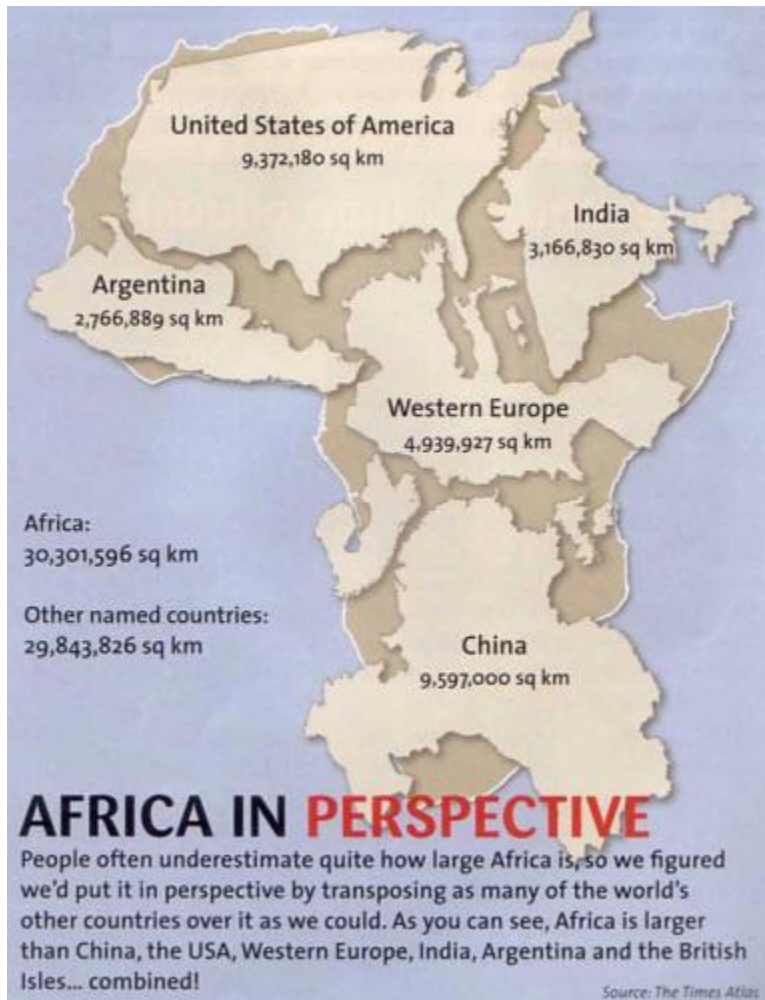 United States of America
9,372,180 sq km
India
3,166,830 sq km
Argentina
2,766,889 sq km
Western Europe
4,939,927 sq km
Africa:
30,301,596 sq km
Other named countries:
29,843,826 sq km
China
9,597,000 sq km
AFRICA IN PERSPECTIVE
People often underestimate quite how large Africa is, so we figured
we'd put it in perspective by transposing as many of the world's
other countries over it as we could. As you can see, Africa is larger
than China, the USA, Western Europe, India, Argentina and the British
Isles... combined!
Source: The Times Atlas